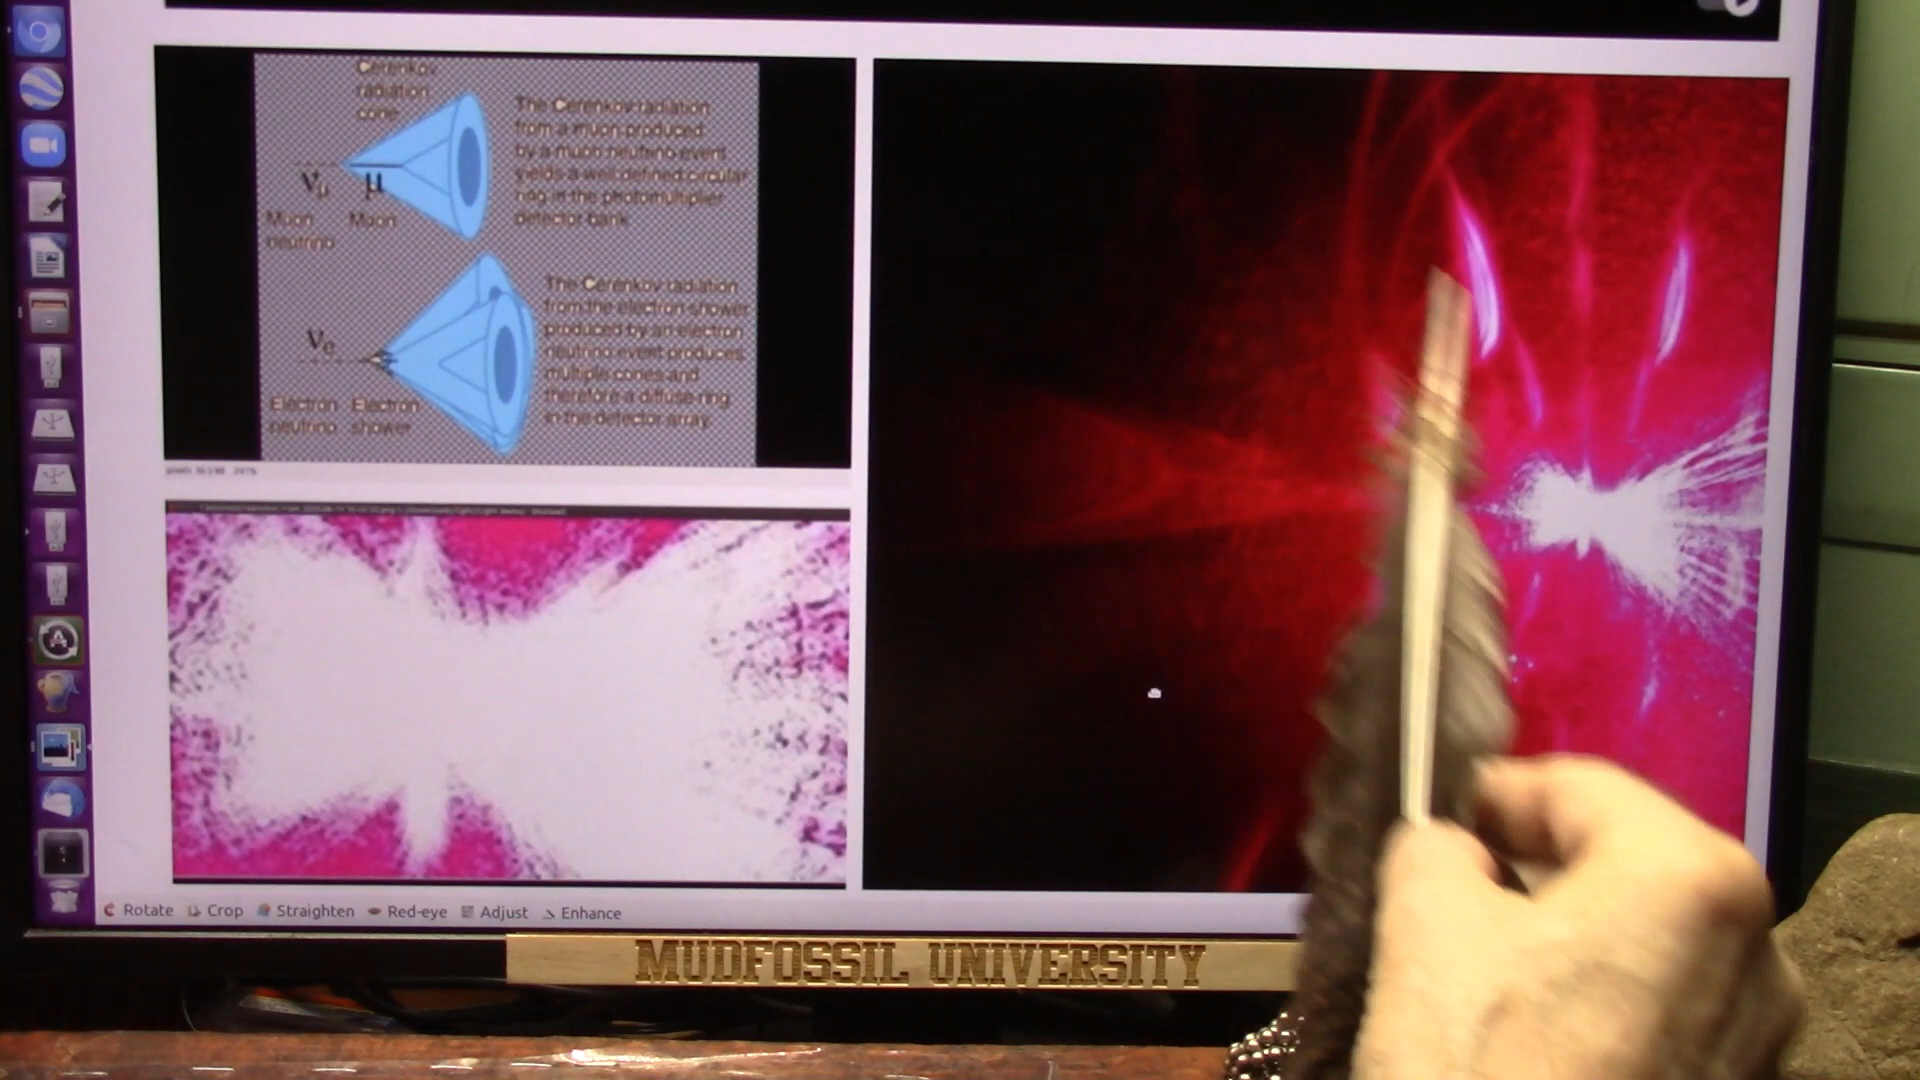 Cerenkov
radiation
cone
The Cerenkov radiation
from a muon produced
by a muon neutrino event
yields a well defined circular
ring in the photomultiplier
detector bank.
νμ
μ
Muon
neutrino
Muon
The Cerenkov radiation
from the electron shower
produced by an electron
neutrino event produces
multiple cones and
therefore a diffuse ring
in the detector array.
νe
Electron
neutrino
Electron
shower
Rotate Crop Straighten Red-eye Adjust Enhance
MUDFOSSIL UNIVERSITY